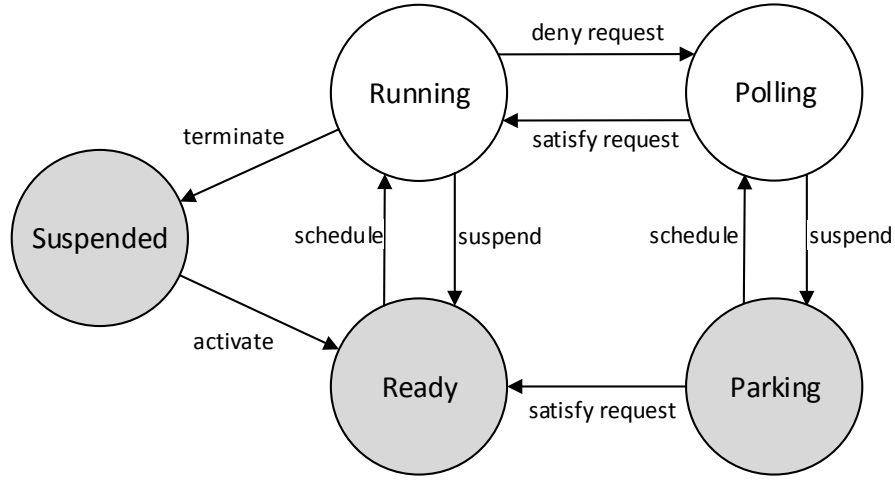 deny request
Running
Polling
terminate
satisfy request
Suspended
schedule
suspend
schedule
suspend
activate
Ready
Parking
satisfy request